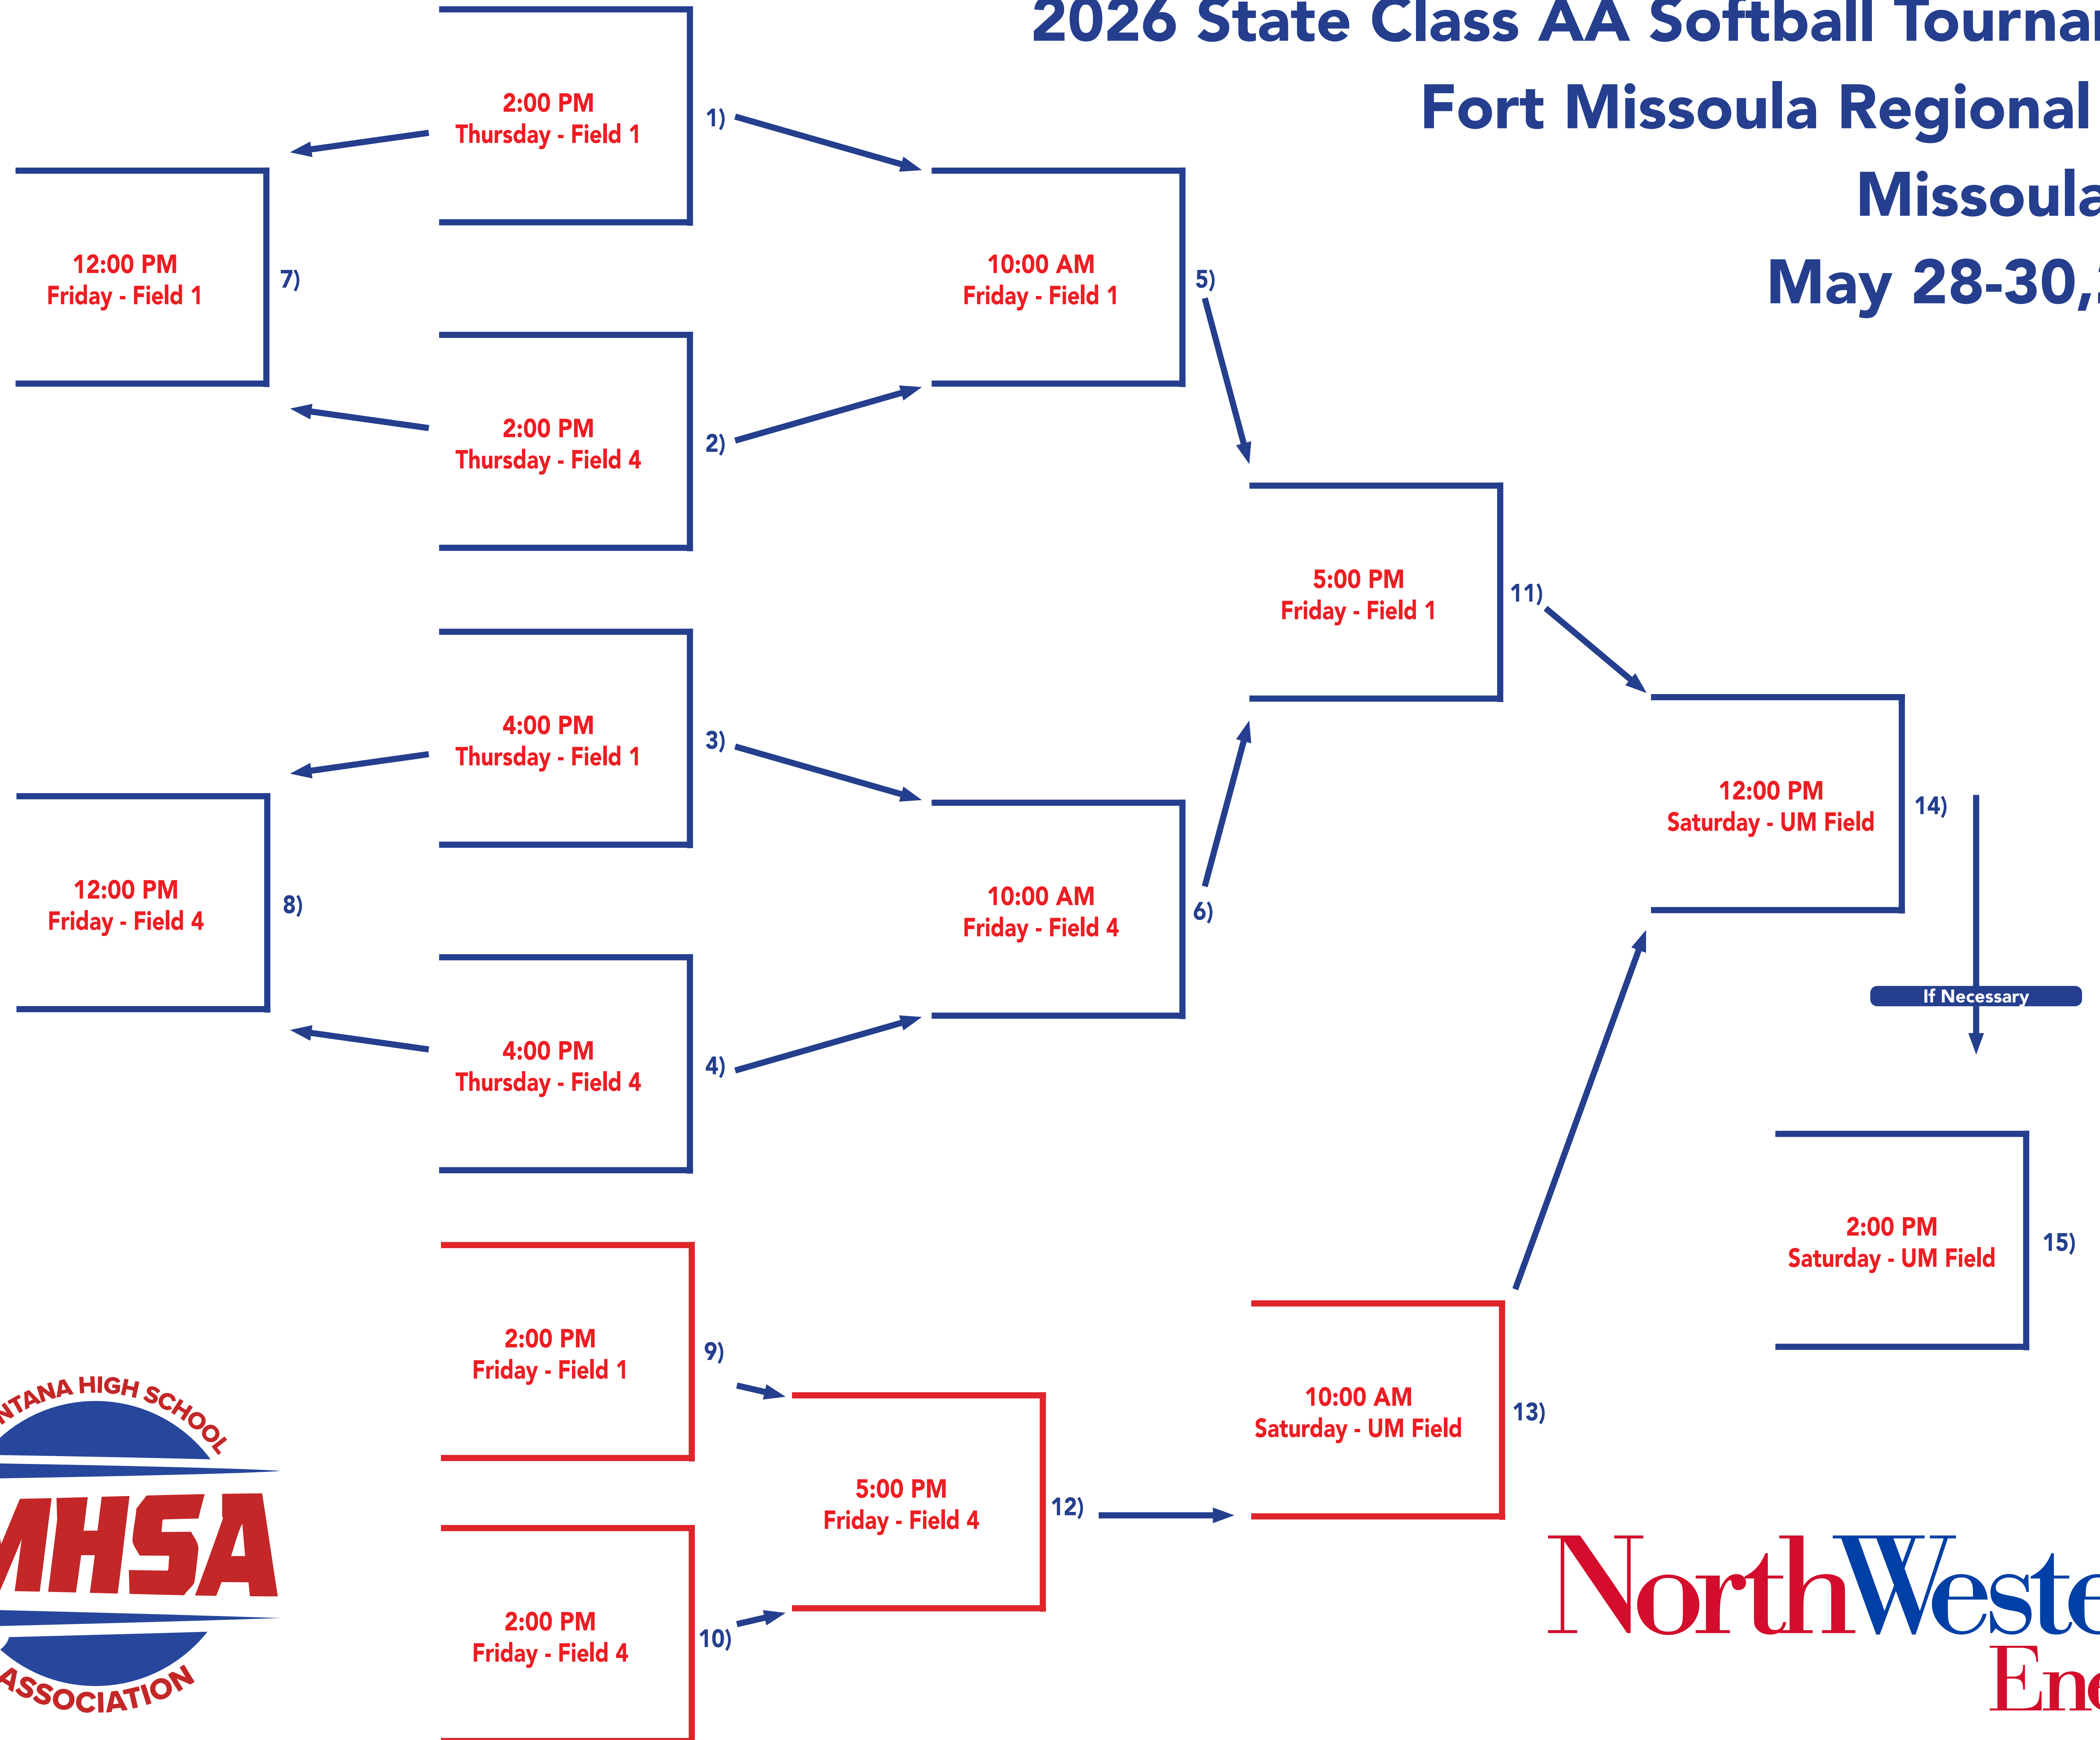 2026 State Class AA Softball
Fort Missoula Regional
Missoula
May 28-30,
2:00 PM
Thursday - Field 1
1)
12:00 PM
Friday - Field 1
7)
10:00 AM
Friday - Field 1
5)
2:00 PM
Thursday - Field 4
2)
5:00 PM
Friday - Field 1
11)
4:00 PM
Thursday - Field 1
3)
12:00 PM
Saturday - UM Field
14)
12:00 PM
Friday - Field 4
8)
10:00 AM
Friday - Field 4
6)
If Necessary
4:00 PM
Thursday - Field 4
4)
2:00 PM
Saturday - UM Field
15)
2:00 PM
Friday - Field 1
9)
10:00 AM
Saturday - UM Field
13)
5:00 PM
Friday - Field 4
12)
2:00 PM
Friday - Field 4
10)
NTANA HIGH SCHOOL
MHSA
ASSOCIATION
NorthWeste
Ene